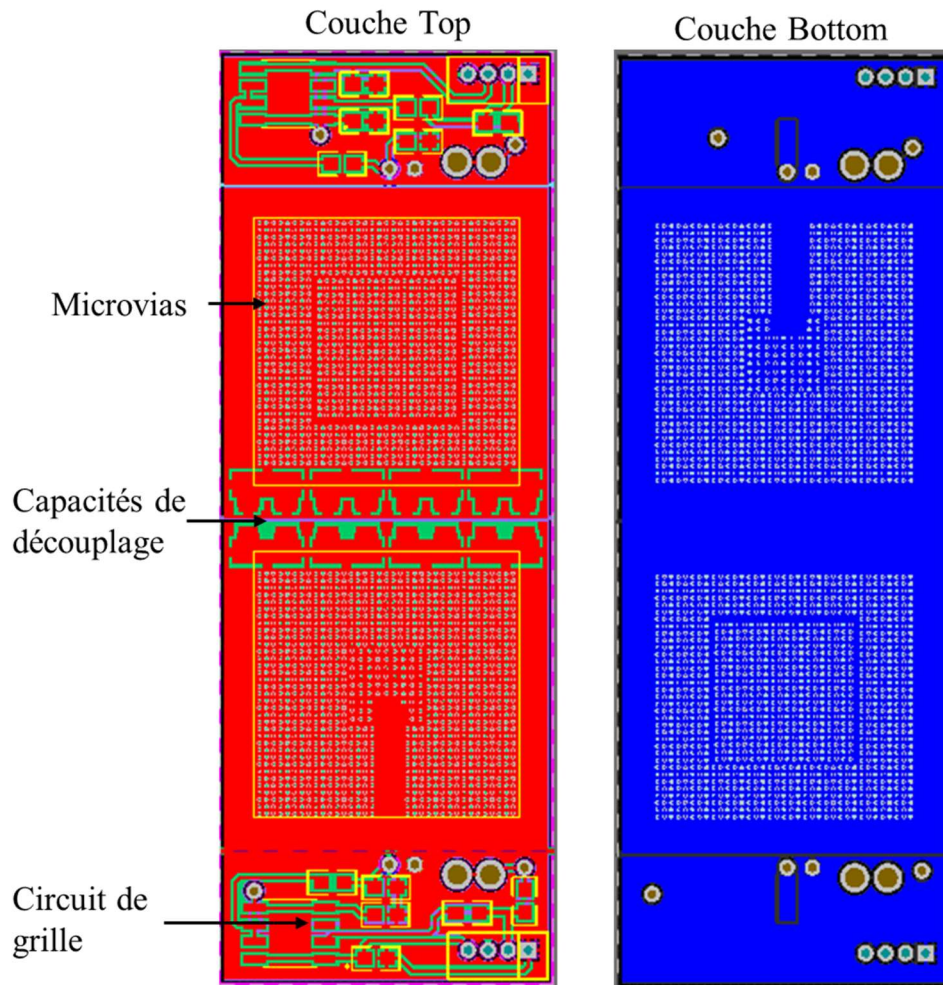 Couche Top
Couche Bottom
Microvias
Capacités de
découplage
Circuit de
grille